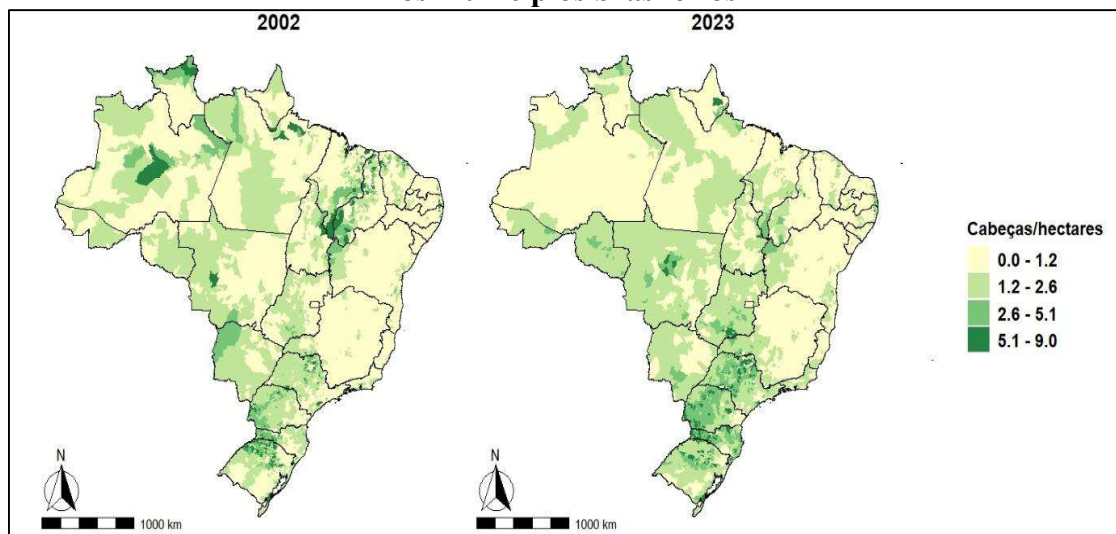 2002
2023
Cabeças/hectares
0.0 - 1.2
1.2 - 2.6
2.6 - 5.1
5.1 - 9.0
N
1000 km
N
1000 km